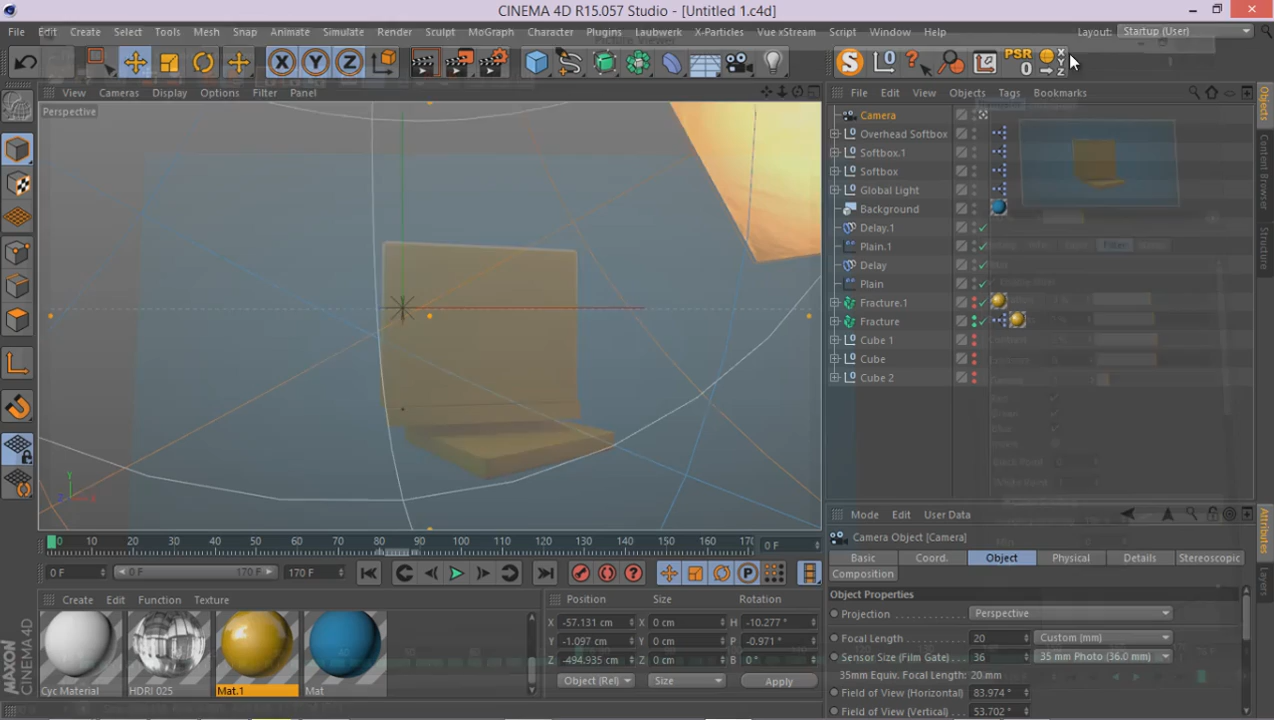 CINEMA 4D R15.057 Studio - [Untitled 1.c4d]
File Edit Create Select Tools Mesh Snap Animate Simulate Render Sculpt MoGraph Character Plugins Laubwerk X-Particles Vue xStream Script Window Help Layout: Startup (User)
PSR
0
X
Y
Z
View Cameras Display Options Filter Panel
File Edit View Objects Tags Bookmarks
Perspective
Camera
Overhead Softbox
Softbox.1
Softbox
Global Light
Background
Delay.1
Plain.1
Delay
Plain
Fracture.1
Fracture
Cube 1
Cube
Cube 2
Filter
Objects
Content Browser
Structure
Attributes
Layers
Mode Edit User Data
Camera Object [Camera]
Basic Coord. Object Physical Details Stereoscopic
Composition
Object Properties
Projection Perspective
Focal Length 20 Custom (mm)
Sensor Size (Film Gate) 36 35 mm Photo (36.0 mm)
35mm Equiv. Focal Length: 20 mm
Field of View (Horizontal) 83.974 °
Field of View (Vertical) 53.702 °
0 10 20 30 40 50 60 70 80 90 100 110 120 130 140 150 160 170 0 F
0 F 0 F 170 F 170 F
Create Edit Function Texture
Cyc Material HDRI 025 Mat.1 Mat
Position Size Rotation
X -57.131 cm X 0 cm H -10.277 °
Y -1.097 cm Y 0 cm P -0.971 °
Z -494.935 cm Z 0 cm B 0 °
Object (Rel) Size Apply
MAXON
CINEMA 4D